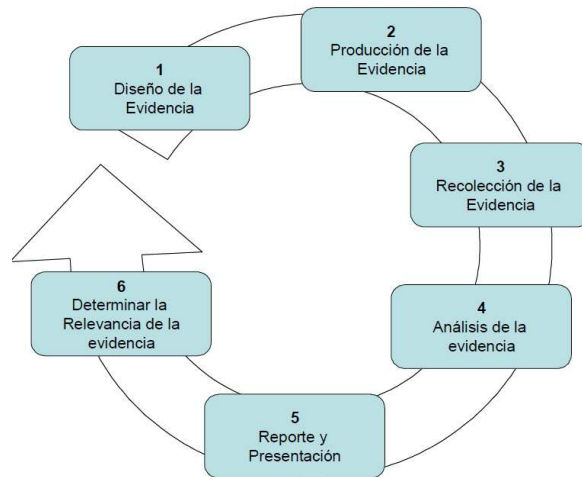 1
Diseño de la
Evidencia
2
Producción de la
Evidencia
3
Recolección de la
Evidencia
4
Análisis de la
evidencia
5
Reporte y
Presentación
6
Determinar la
Relevancia de la
evidencia